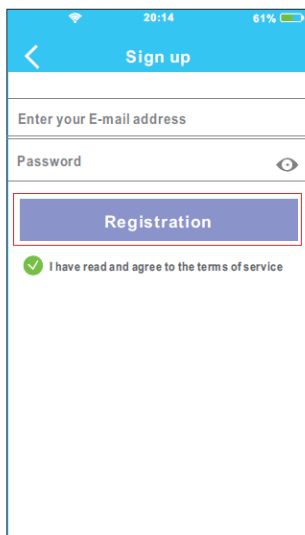 20:14
61%
Sign up
Enter your E-mail address
Password
Registration
I have read and agree to the terms of service